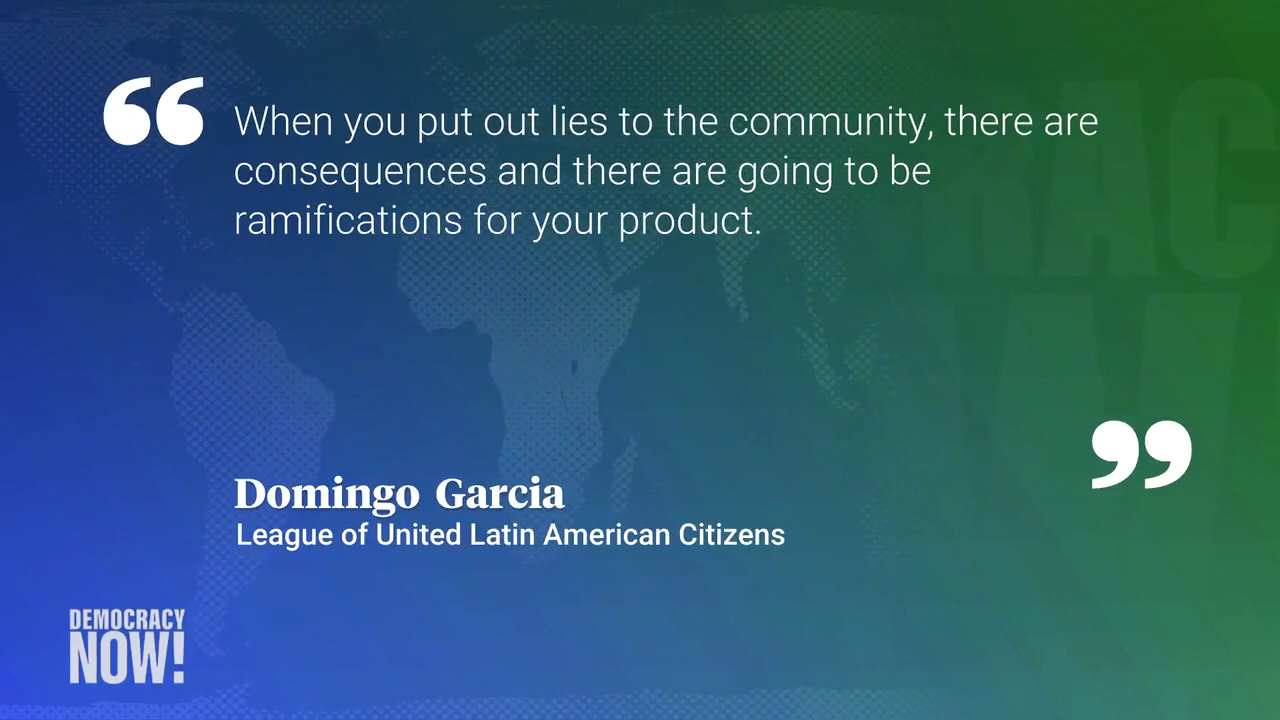 “When you put out lies to the community, there are
consequences and there are going to be
ramifications for your product.
”
Domingo Garcia
League of United Latin American Citizens
DEMOCRACY
NOW!